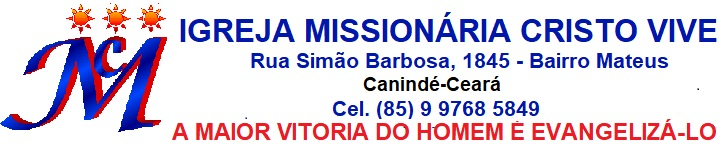 IGREJA MISSIONÁRIA CRISTO VIVE
Rua Simão Barbosa, 1845 - Bairro Mateus
Canindé-Ceará
Cel. (85) 9 9768 5849
A MAIOR VITORIA DO HOMEM É EVANGELIZÁ-LO